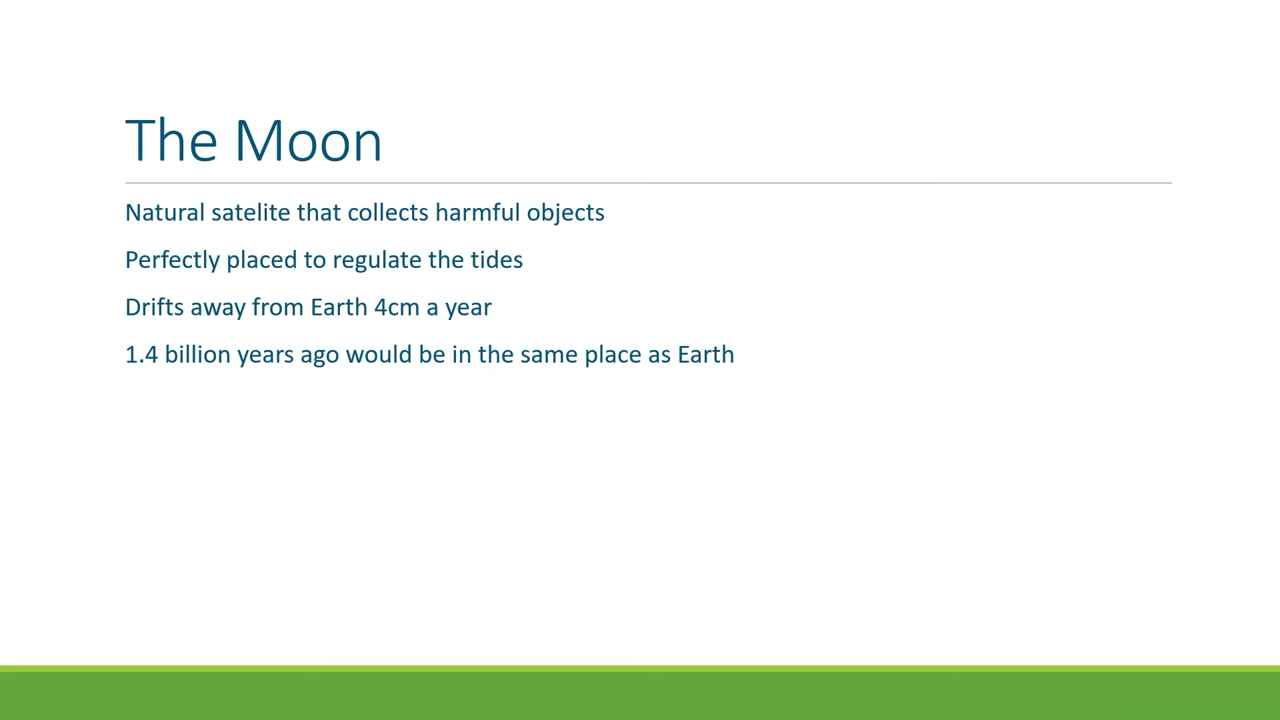 The Moon
Natural satelite that collects harmful objects
Perfectly placed to regulate the tides
Drifts away from Earth 4cm a year
1.4 billion years ago would be in the same place as Earth